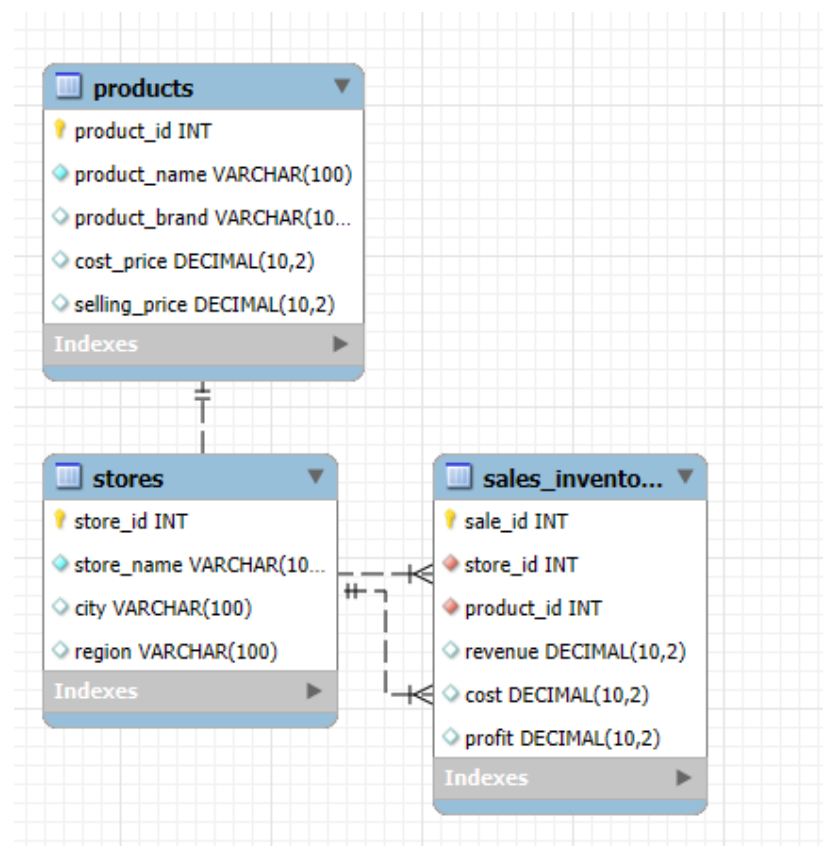 products
product_id INT
product_name VARCHAR(100)
product_brand VARCHAR(10...
cost_price DECIMAL(10,2)
selling_price DECIMAL(10,2)
Indexes
stores
store_id INT
store_name VARCHAR(10...
city VARCHAR(100)
region VARCHAR(100)
Indexes
sales_invento...
sale_id INT
store_id INT
product_id INT
revenue DECIMAL(10,2)
cost DECIMAL(10,2)
profit DECIMAL(10,2)
Indexes